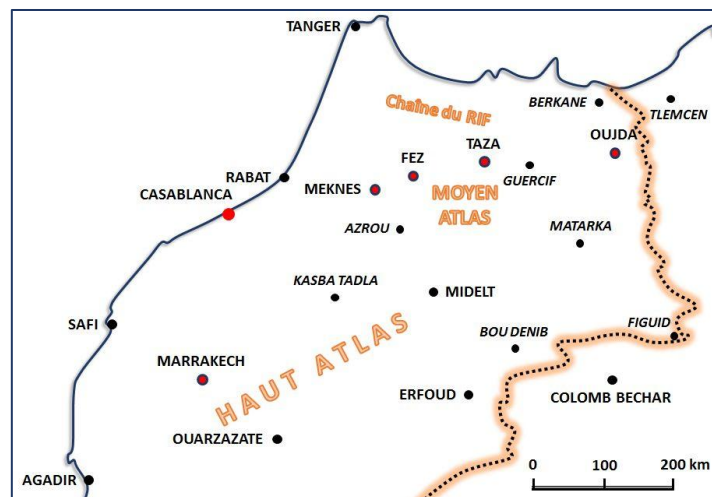 TANGER
Chaîne du RIF
BERKANE
TLEMCEN
OUJDA
TAZA
FEZ
GUERCIF
RABAT
MEKNES
CASABLANCA
MOYEN
ATLAS
AZROU
MATARKA
KASBA TADLA
MIDELT
SAFI
FIGUID
HAUT ATLAS
BOU DENIB
MARRAKECH
ERFOUD
COLOMB BECHAR
OUARZAZATE
AGADIR
0 100 200 km